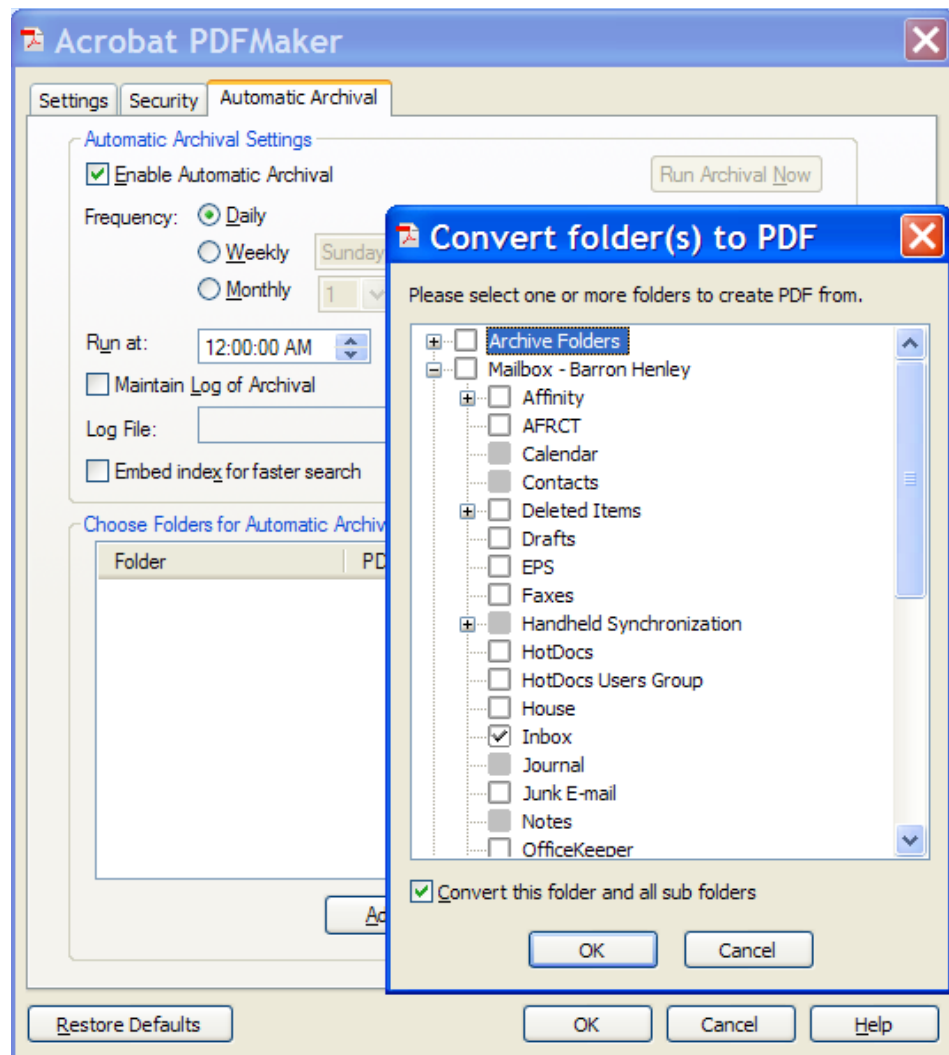 Acrobat PDFMaker
Settings Security Automatic Archival
Automatic Archival Settings
Enable Automatic Archival Run Archival Now
Frequency: Daily
Weekly Sunday
Monthly 1
Run at: 12:00:00 AM
Maintain Log of Archival
Log File:
Embed index for faster search
Choose Folders for Automatic Archiv
Folder PD
Ad
Restore Defaults OK Cancel Help
Convert folder(s) to PDF
Please select one or more folders to create PDF from.
Archive Folders
Mailbox - Barron Henley
Affinity
AFRCT
Calendar
Contacts
Deleted Items
Drafts
EPS
Faxes
Handheld Synchronization
HotDocs
HotDocs Users Group
House
Inbox
Journal
Junk E-mail
Notes
OfficeKeeper
Convert this folder and all sub folders
OK Cancel